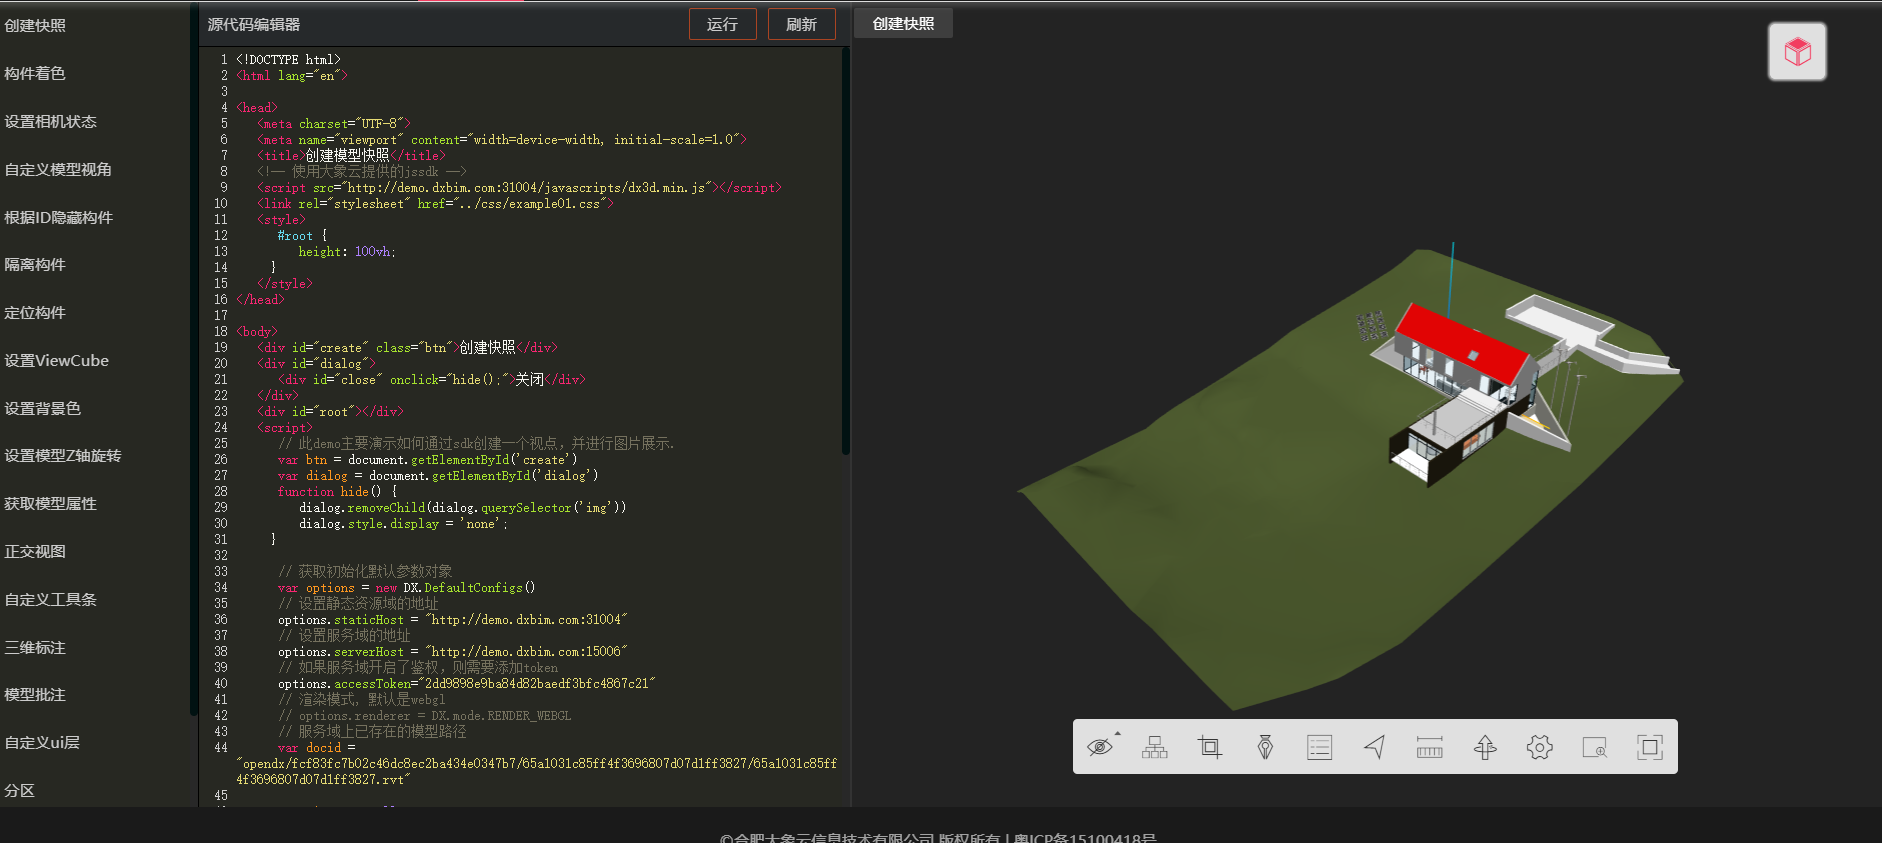 创建快照
构件着色
设置相机状态
自定义模型视角
根据ID隐藏构件
隔离构件
定位构件
设置ViewCube
设置背景色
设置模型Z轴旋转
获取模型属性
正交视图
自定义工具条
三维标注
模型批注
自定义ui层
分区
源代码编辑器
运行
刷新
1 <!DOCTYPE html>
2 <html lang="en">
3
4 <head>
5 <meta charset="UTF-8">
6 <meta name="viewport" content="width=device-width, initial-scale=1.0">
7 <title>创建模型快照</title>
8 <!-- 使用大象云提供的jssdk -->
9 <script src="http://demo.dxbim.com:31004/javascripts/dx3d.min.js"></script>
10 <link rel="stylesheet" href="../css/example01.css">
11 <style>
12 #root {
13 height: 100vh;
14 }
15 </style>
16 </head>
17
18 <body>
19 <div id="create" class="btn">创建快照</div>
20 <div id="dialog">
21 <div id="close" onclick="hide();">关闭</div>
22 </div>
23 <div id="root"></div>
24 <script>
25 // 此demo主要演示如何通过sdk创建一个视点，并进行图片展示.
26 var btn = document.getElementById('create')
27 var dialog = document.getElementById('dialog')
28 function hide() {
29 dialog.removeChild(dialog.querySelector('img'))
30 dialog.style.display = 'none';
31 }
32
33 // 获取初始化默认参数对象
34 var options = new DX.DefaultConfigs()
35 // 设置静态资源域的地址
36 options.staticHost = "http://demo.dxbim.com:31004"
37 // 设置服务域的地址
38 options.serverHost = "http://demo.dxbim.com:15006"
39 // 如果服务域开启了鉴权，则需要添加token
40 options.accessToken="2dd9898e9ba84d82baedf3bfc4867c21"
41 // 渲染模式，默认是webgl
42 // options.renderer = DX.mode.RENDER_WEBGL
43 // 服务域上已存在的模型路径
44 var docid =
"opendx/fcf83fc7b02c46dc8ec2ba434e0347b7/65a1031c85ff4f3696807d07d1ff3827/65a1031c85ff
4f3696807d07d1ff3827.rvt"
45
创建快照
©合肥大象云信息技术有限公司 版权所有 | 粤ICP备15100418号